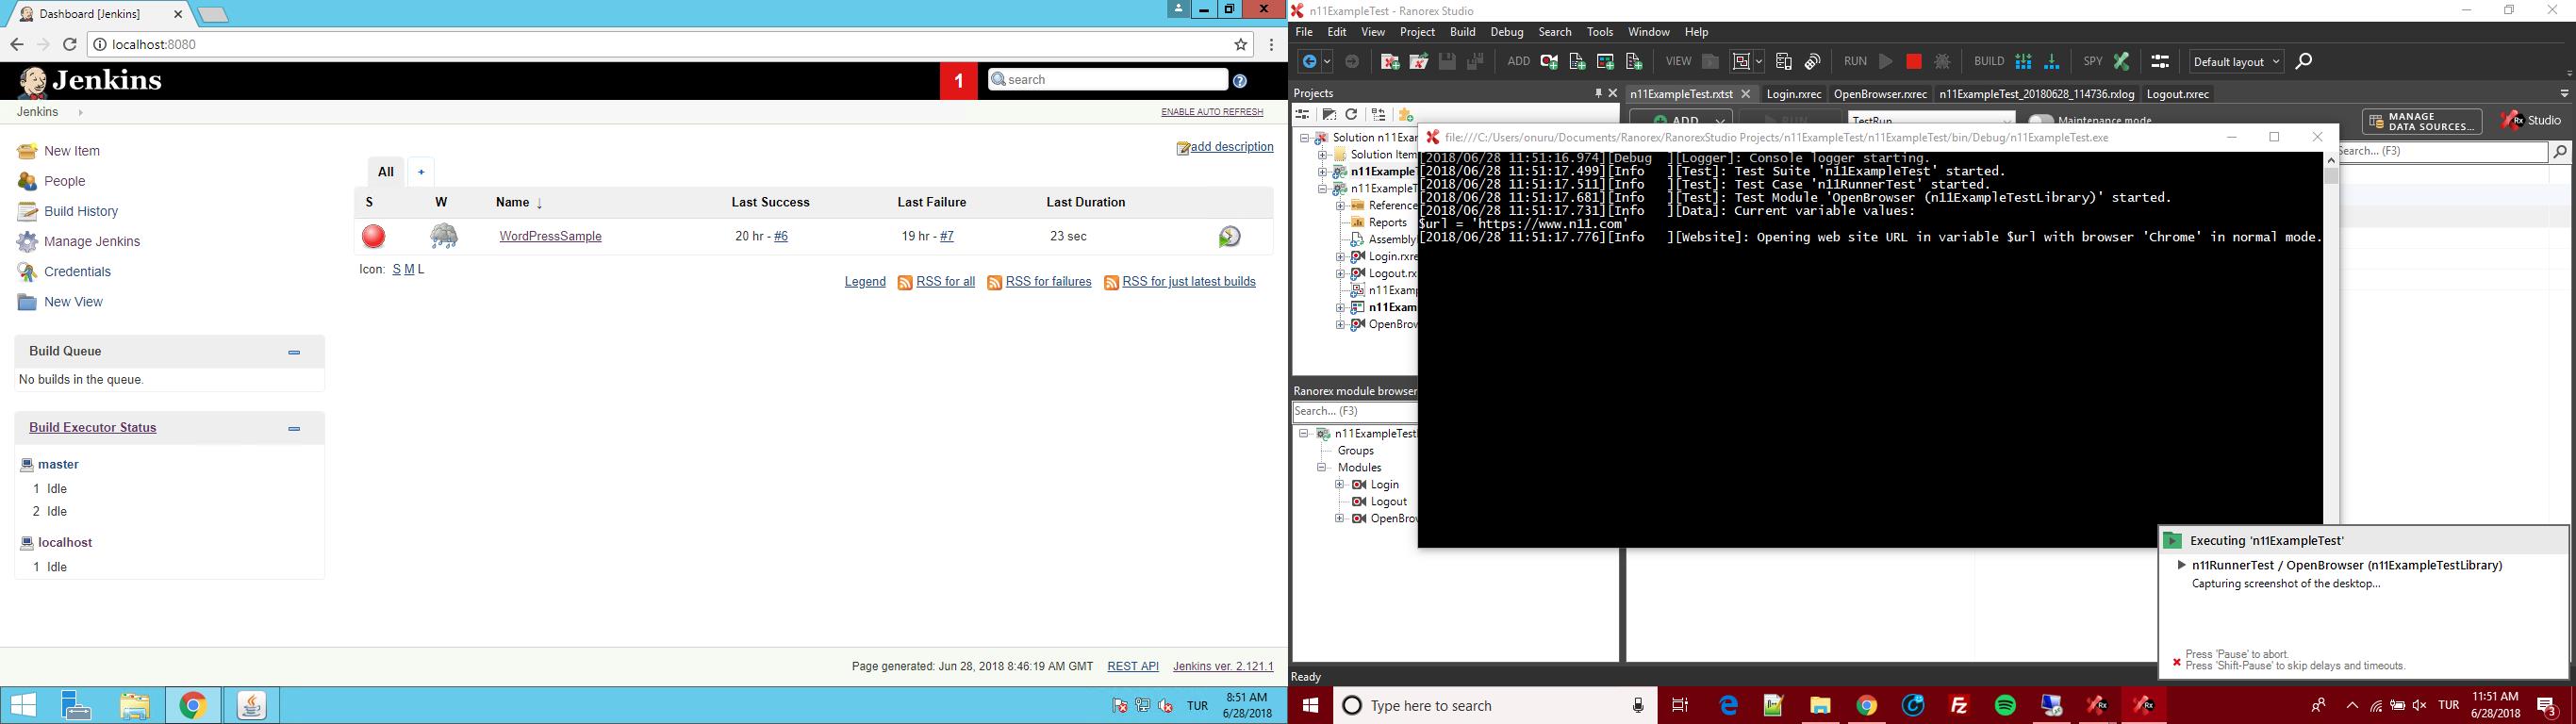 Dashboard [Jenkins]
localhost:8080
Jenkins
1
search
Jenkins
ENABLE AUTO REFRESH
New Item
People
Build History
Manage Jenkins
Credentials
New View
add description
All +
S W Name ↓ Last Success Last Failure Last Duration
WordPressSample 20 hr - #6 19 hr - #7 23 sec
Icon: S M L
Legend RSS for all RSS for failures RSS for just latest builds
Build Queue
No builds in the queue.
Build Executor Status
master
1 Idle
2 Idle
localhost
1 Idle
Page generated: Jun 28, 2018 8:46:19 AM GMT REST API Jenkins ver. 2.121.1
TUR
8:51 AM
6/28/2018
n11ExampleTest - Ranorex Studio
File Edit View Project Build Debug Search Tools Window Help
ADD VIEW RUN BUILD SPY Default layout
Projects
n11ExampleTest.rxtst Login.rxrec OpenBrowser.rxrec n11ExampleTest_20180628_114736.rxlog Logout.rxrec
ADD RUN TestRun Maintenance mode
MANAGE
DATA SOURCES...
Rx Studio
Search... (F3)
Solution n11Exar
Solution Item
n11Example
n11ExampleT
Reference
Reports
Assembly
Login.rxre
Logout.rx
n11Examp
n11Exam
OpenBrow
file:///C:/Users/onuru/Documents/Ranorex/RanorexStudio Projects/n11ExampleTest/n11ExampleTest/bin/Debug/n11ExampleTest.exe
[2018/06/28 11:51:16.974][Debug ][Logger]: Console logger starting.
[2018/06/28 11:51:17.499][Info ][Test]: Test Suite 'n11ExampleTest' started.
[2018/06/28 11:51:17.511][Info ][Test]: Test Case 'n11RunnerTest' started.
[2018/06/28 11:51:17.681][Info ][Test]: Test Module 'OpenBrowser (n11ExampleTestLibrary)' started.
[2018/06/28 11:51:17.731][Info ][Data]: Current variable values:
$url = 'https://www.n11.com'
[2018/06/28 11:51:17.776][Info ][Website]: Opening web site URL in variable $url with browser 'Chrome' in normal mode.
Ranorex module browser
Search... (F3)
n11ExampleTestl
Groups
Modules
Login
Logout
OpenBrov
Executing 'n11ExampleTest'
n11RunnerTest / OpenBrowser (n11ExampleTestLibrary)
Capturing screenshot of the desktop...
Press 'Pause' to abort.
Press 'Shift-Pause' to skip delays and timeouts.
Ready
Type here to search
TUR
11:51 AM
6/28/2018
3